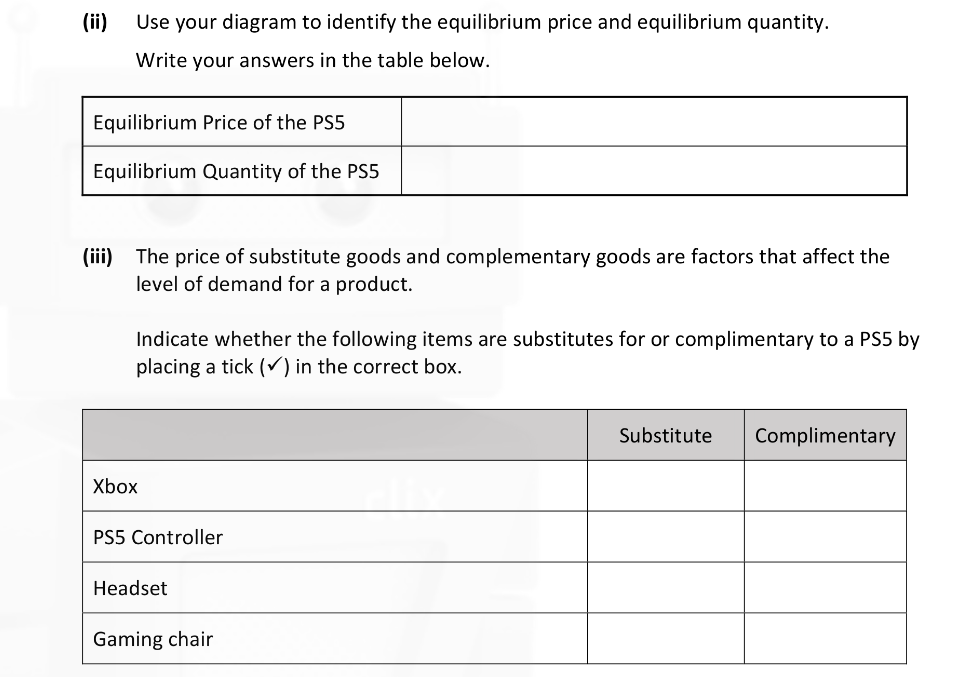 (ii) Use your diagram to identify the equilibrium price and equilibrium quantity.
Write your answers in the table below.
Equilibrium Price of the PS5
Equilibrium Quantity of the PS5
(iii) The price of substitute goods and complementary goods are factors that affect the
level of demand for a product.
Indicate whether the following items are substitutes for or complimentary to a PS5 by
placing a tick (✓) in the correct box.
Substitute Complimentary
Xbox
clix
PS5 Controller
Headset
Gaming chair